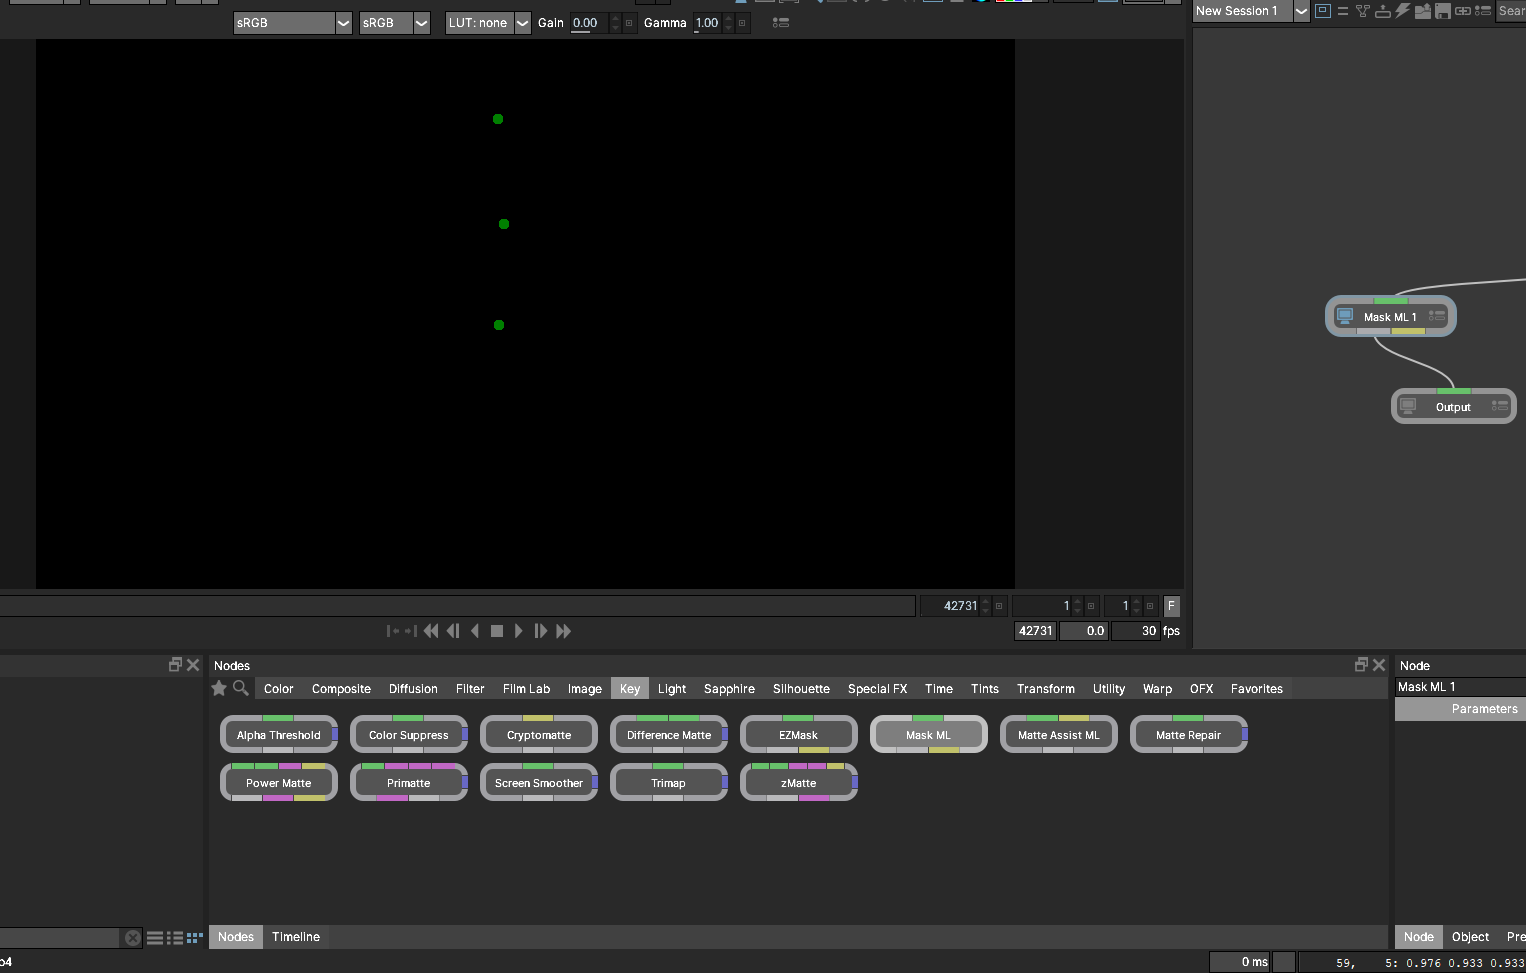 sRGB sRGB LUT: none Gain 0.00 Gamma 1.00
New Session 1 Sear
Mask ML 1
Output
42731 1 1 F
42731 0.0 30 fps
Nodes
Color Composite Diffusion Filter Film Lab Image Key Light Sapphire Silhouette Special FX Time Tints Transform Utility Warp OFX Favorites
Alpha Threshold Color Suppress Cryptomatte Difference Matte EZMask Mask ML Matte Assist ML Matte Repair
Power Matte Primatte Screen Smoother Trimap zMatte
Node
Mask ML 1
Parameters
Nodes Timeline
Node Object Pre
p4
0 ms 59, 5: 0.976 0.933 0.933